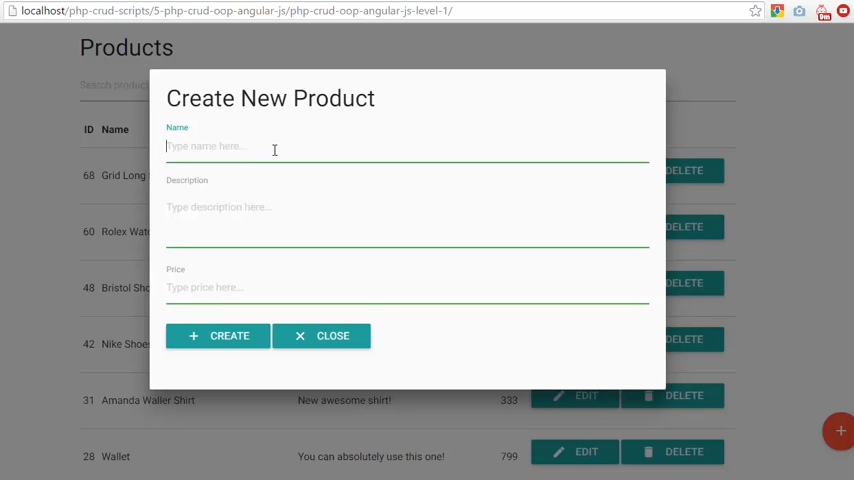 localhost/php-crud-scripts/5-php-crud-oop-angular-js/php-crud-oop-angular-js-level-1/
0m
Products
Search product
Create New Product
Name
Type name here...
Description
Type description here...
Price
Type price here...
+ CREATE
× CLOSE
ID Name
68 Grid Long DELETE
60 Rolex DELETE
48 Bristol DELETE
42 Nike Shoes DELETE
31 Amanda Waller Shirt New awesome shirt! 333 EDIT DELETE
+
28 Wallet You can absolutely use this one! 799 EDIT DELETE